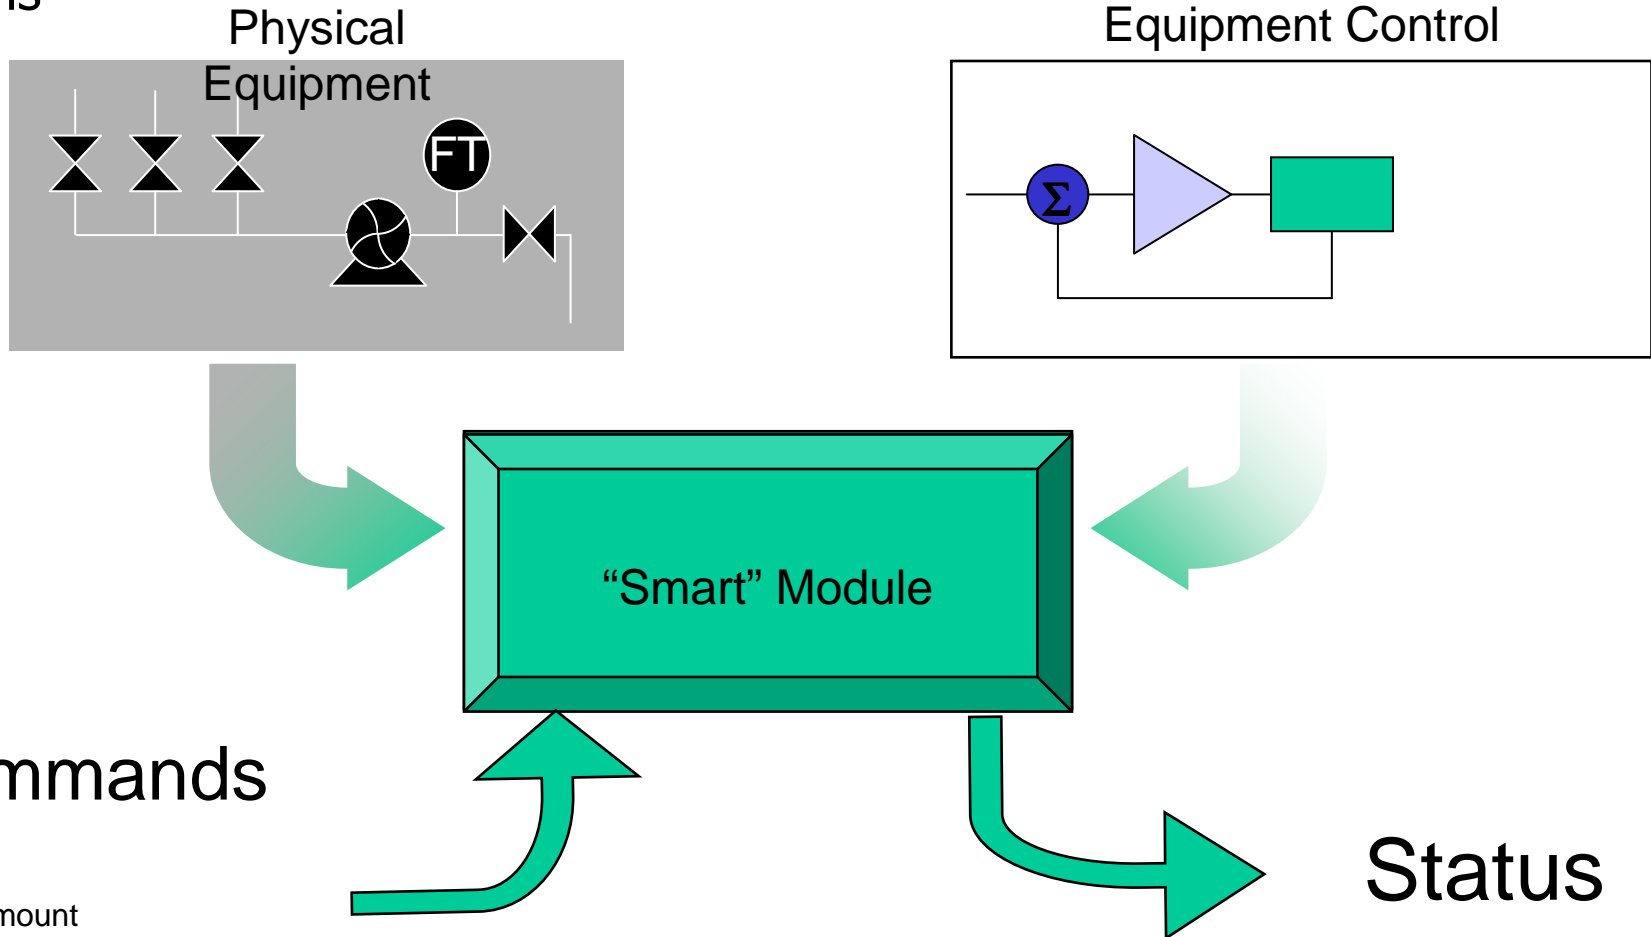 Physical
Equipment
Equipment Control
FT
Σ
“Smart” Module
mmands
Status
mount